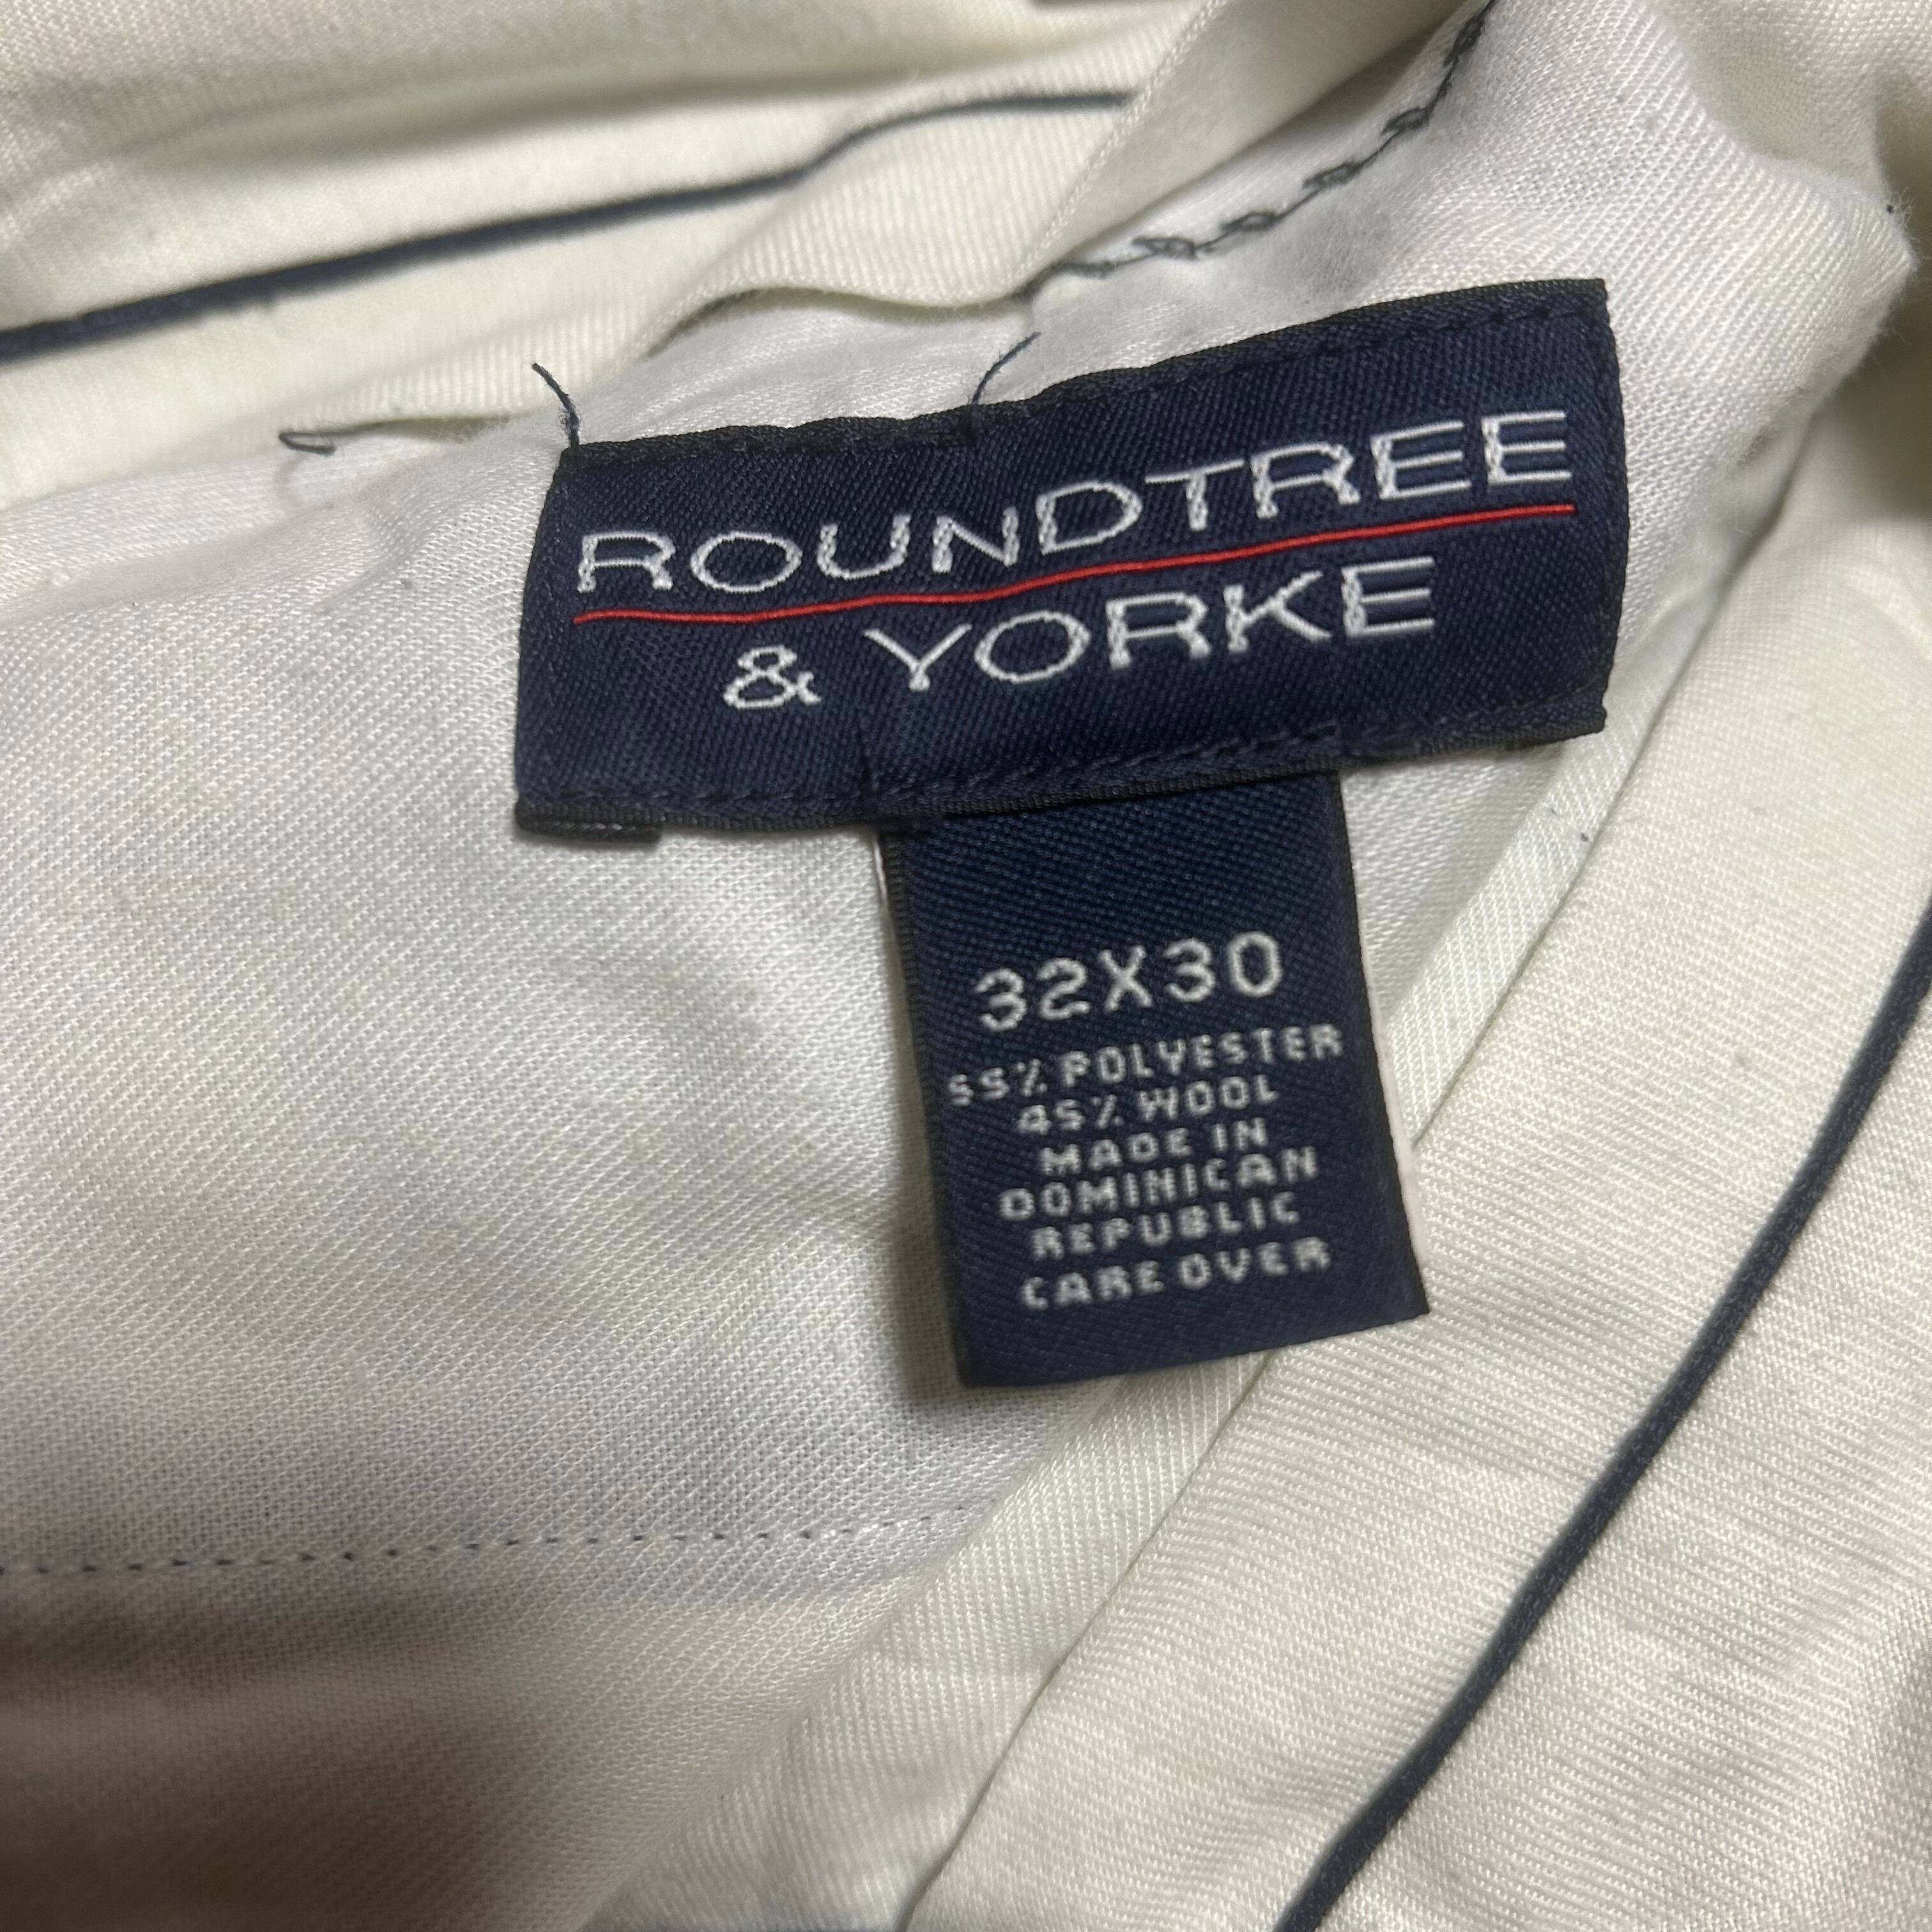 ROUNDTREE
& YORKE
32X30
55% POLYESTER
45% WOOL
MADE IN
DOMINICAN
REPUBLIC
CARE OVER